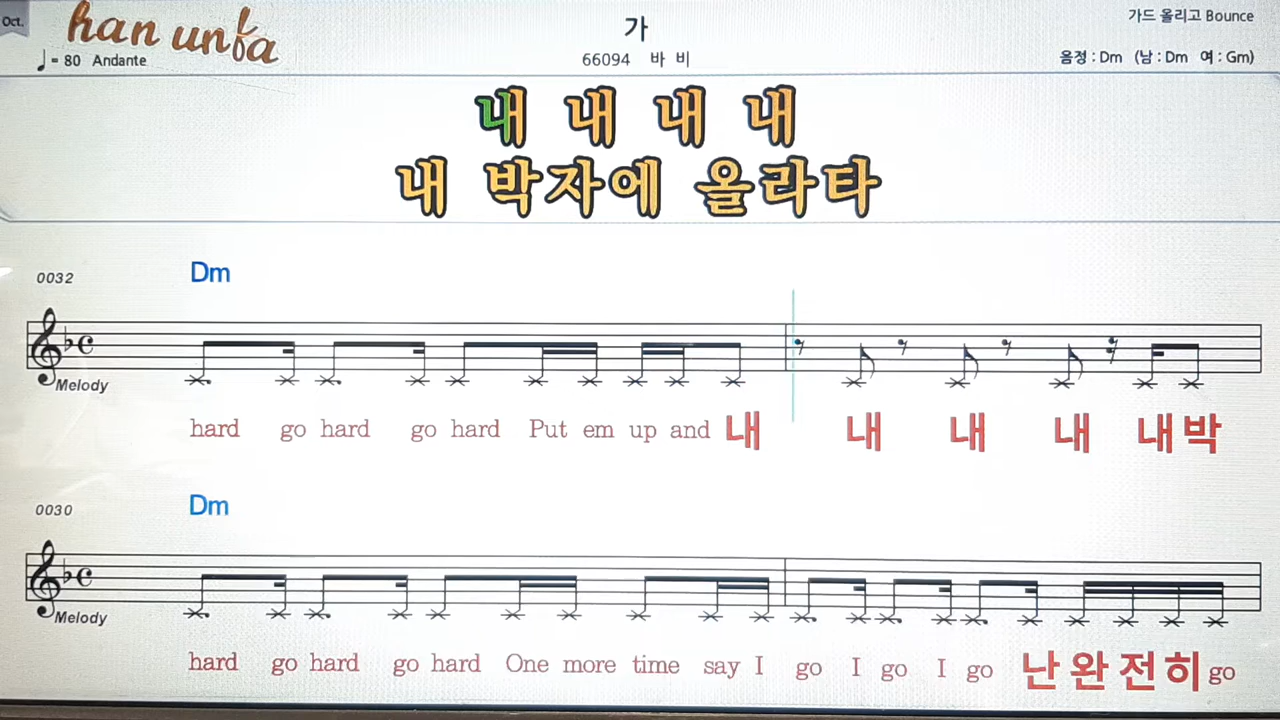 Oct.
han unfa
가
가드 올리고 Bounce
♩= 80 Andante
66094 바 비
음정 : Dm (남 : Dm 여 : Gm)
내 내 내 내
내 박자에 올라타
0032
Dm
Melody
hard go hard go hard Put em up and 내 내 내 내 내 박
0030
Dm
Melody
hard go hard go hard One more time say I go I go I go 난 완 전 히 go